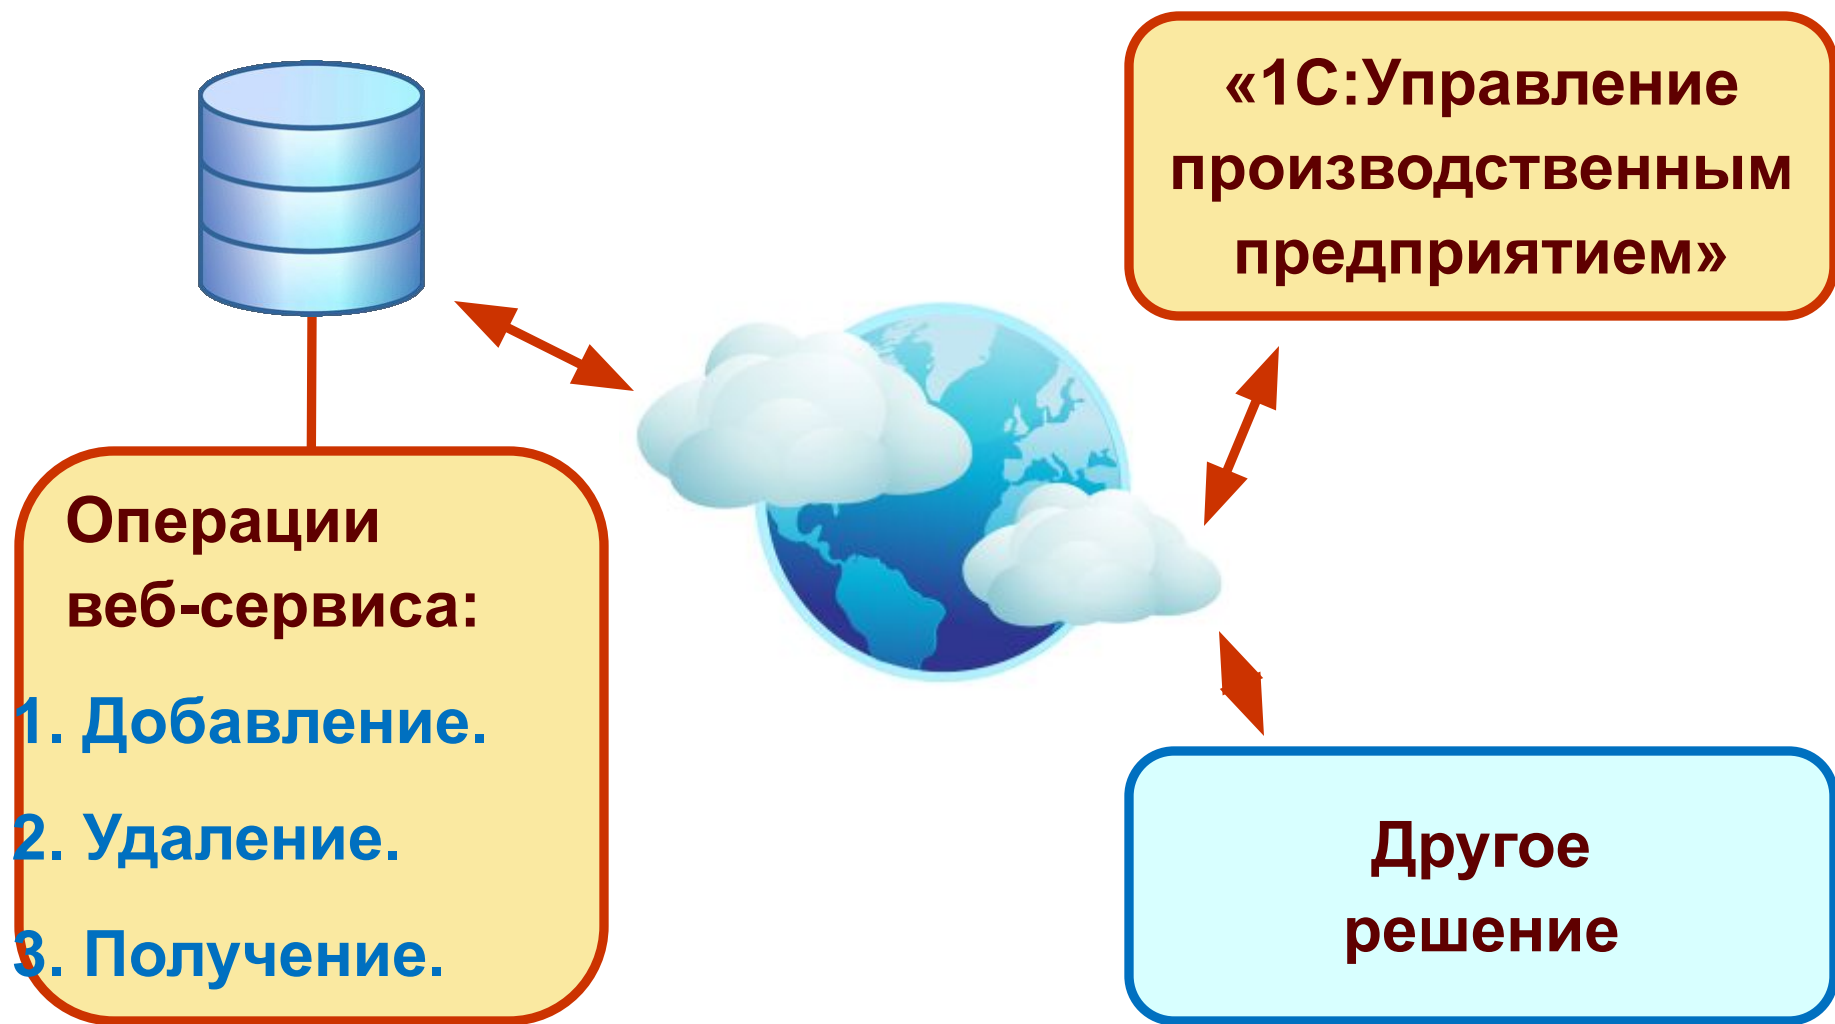 «1С:Управление
производственным
предприятием»
Операции
веб-сервиса:
1. Добавление.
2. Удаление.
3. Получение.
Другое
решение